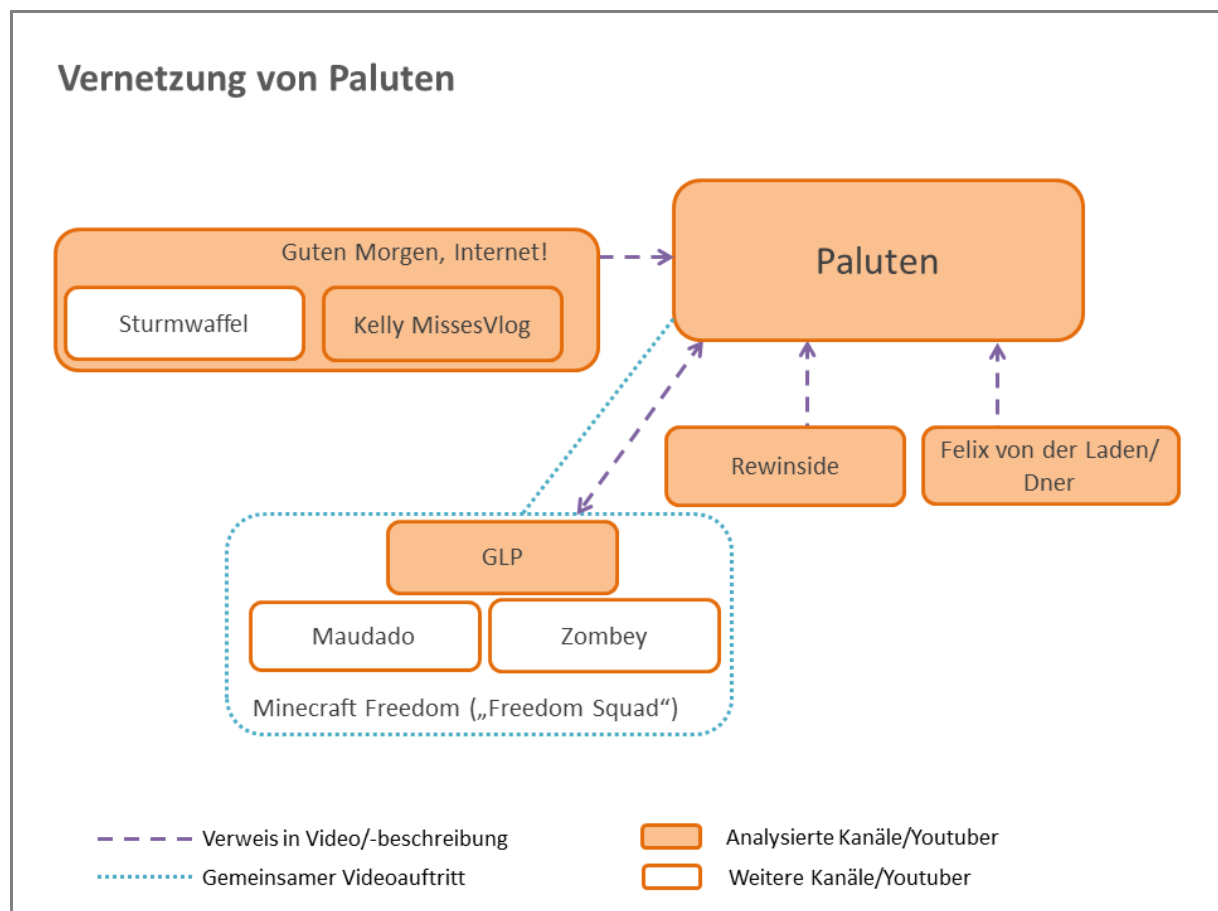 Vernetzung von Paluten
Guten Morgen, Internet!
Sturmwaffel
Kelly MissesVlog
Paluten
Rewinside
Felix von der Laden/
Dner
GLP
Maudado
Zombey
Minecraft Freedom („Freedom Squad“)
Verweis in Video/-beschreibung
Gemeinsamer Videoauftritt
Analysierte Kanäle/Youtuber
Weitere Kanäle/Youtuber